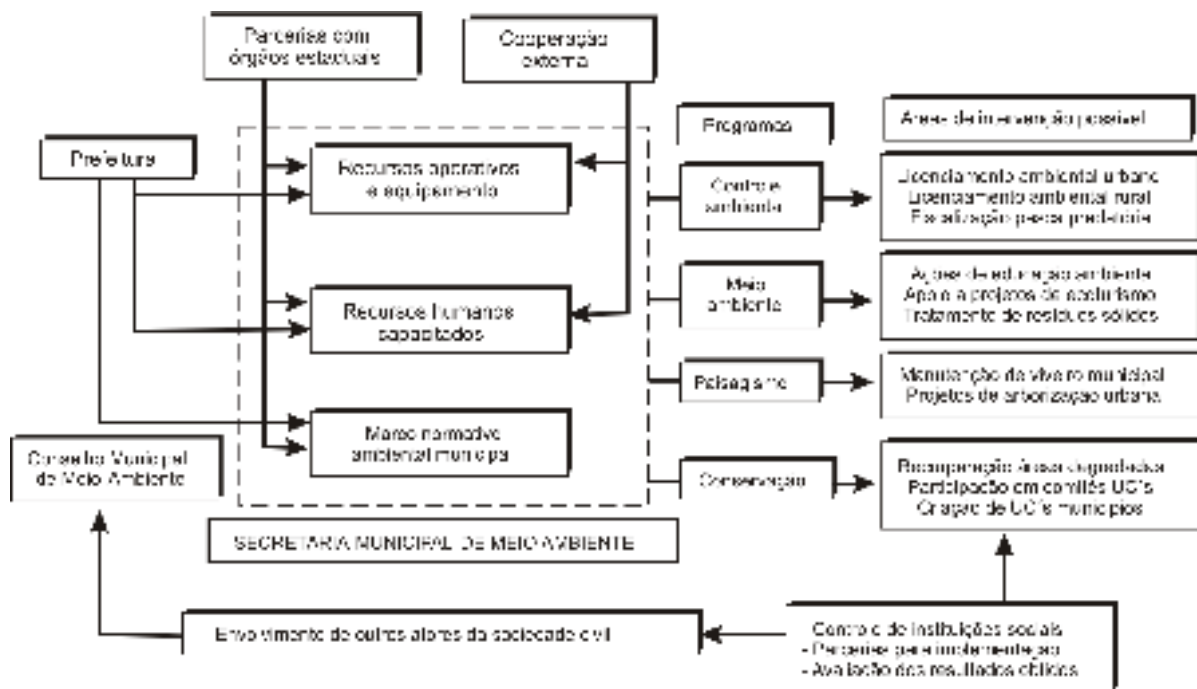 Parcerias com
órgãos estaduais
Cooperação
externa
Prefeitura
Recursos operativos
e equipamento
Recursos humanos
capacitados
Marco normativo
ambiental municipal
Conselho Municipal
de Meio Ambiente
SECRETARIA MUNICIPAL DE MEIO AMBIENTE
Programas
Controle
ambiental
Meio
ambiente
Paisagismo
Conservação
Áreas de intervenção possível
Licenciamento ambiental urbano
Licenciamento ambiental rural
Fiscalização pesca predatória
Ações de educação ambiental
Apoio a projetos de ecoturismo
Tratamento de resíduos sólidos
Manutenção de viveiro municipal
Projetos de arborização urbana
Recuperação áreas degradadas
Participação em comitês UC´s
Criação de UC´s municípios
Envolvimento de outros atores da sociedade civil
- Controle de instituições sociais
- Parcerias para implementação
- Avaliação dos resultados obtidos